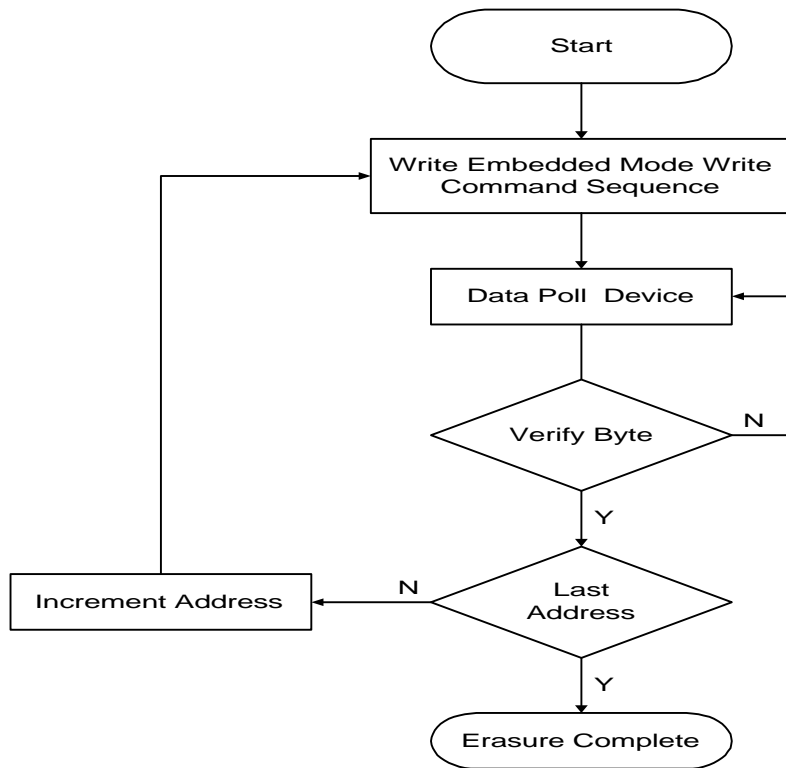 Start
Write Embedded Mode Write
Command Sequence
Data Poll Device
Verify Byte
N
Y
Last
Address
N
Increment Address
Y
Erasure Complete